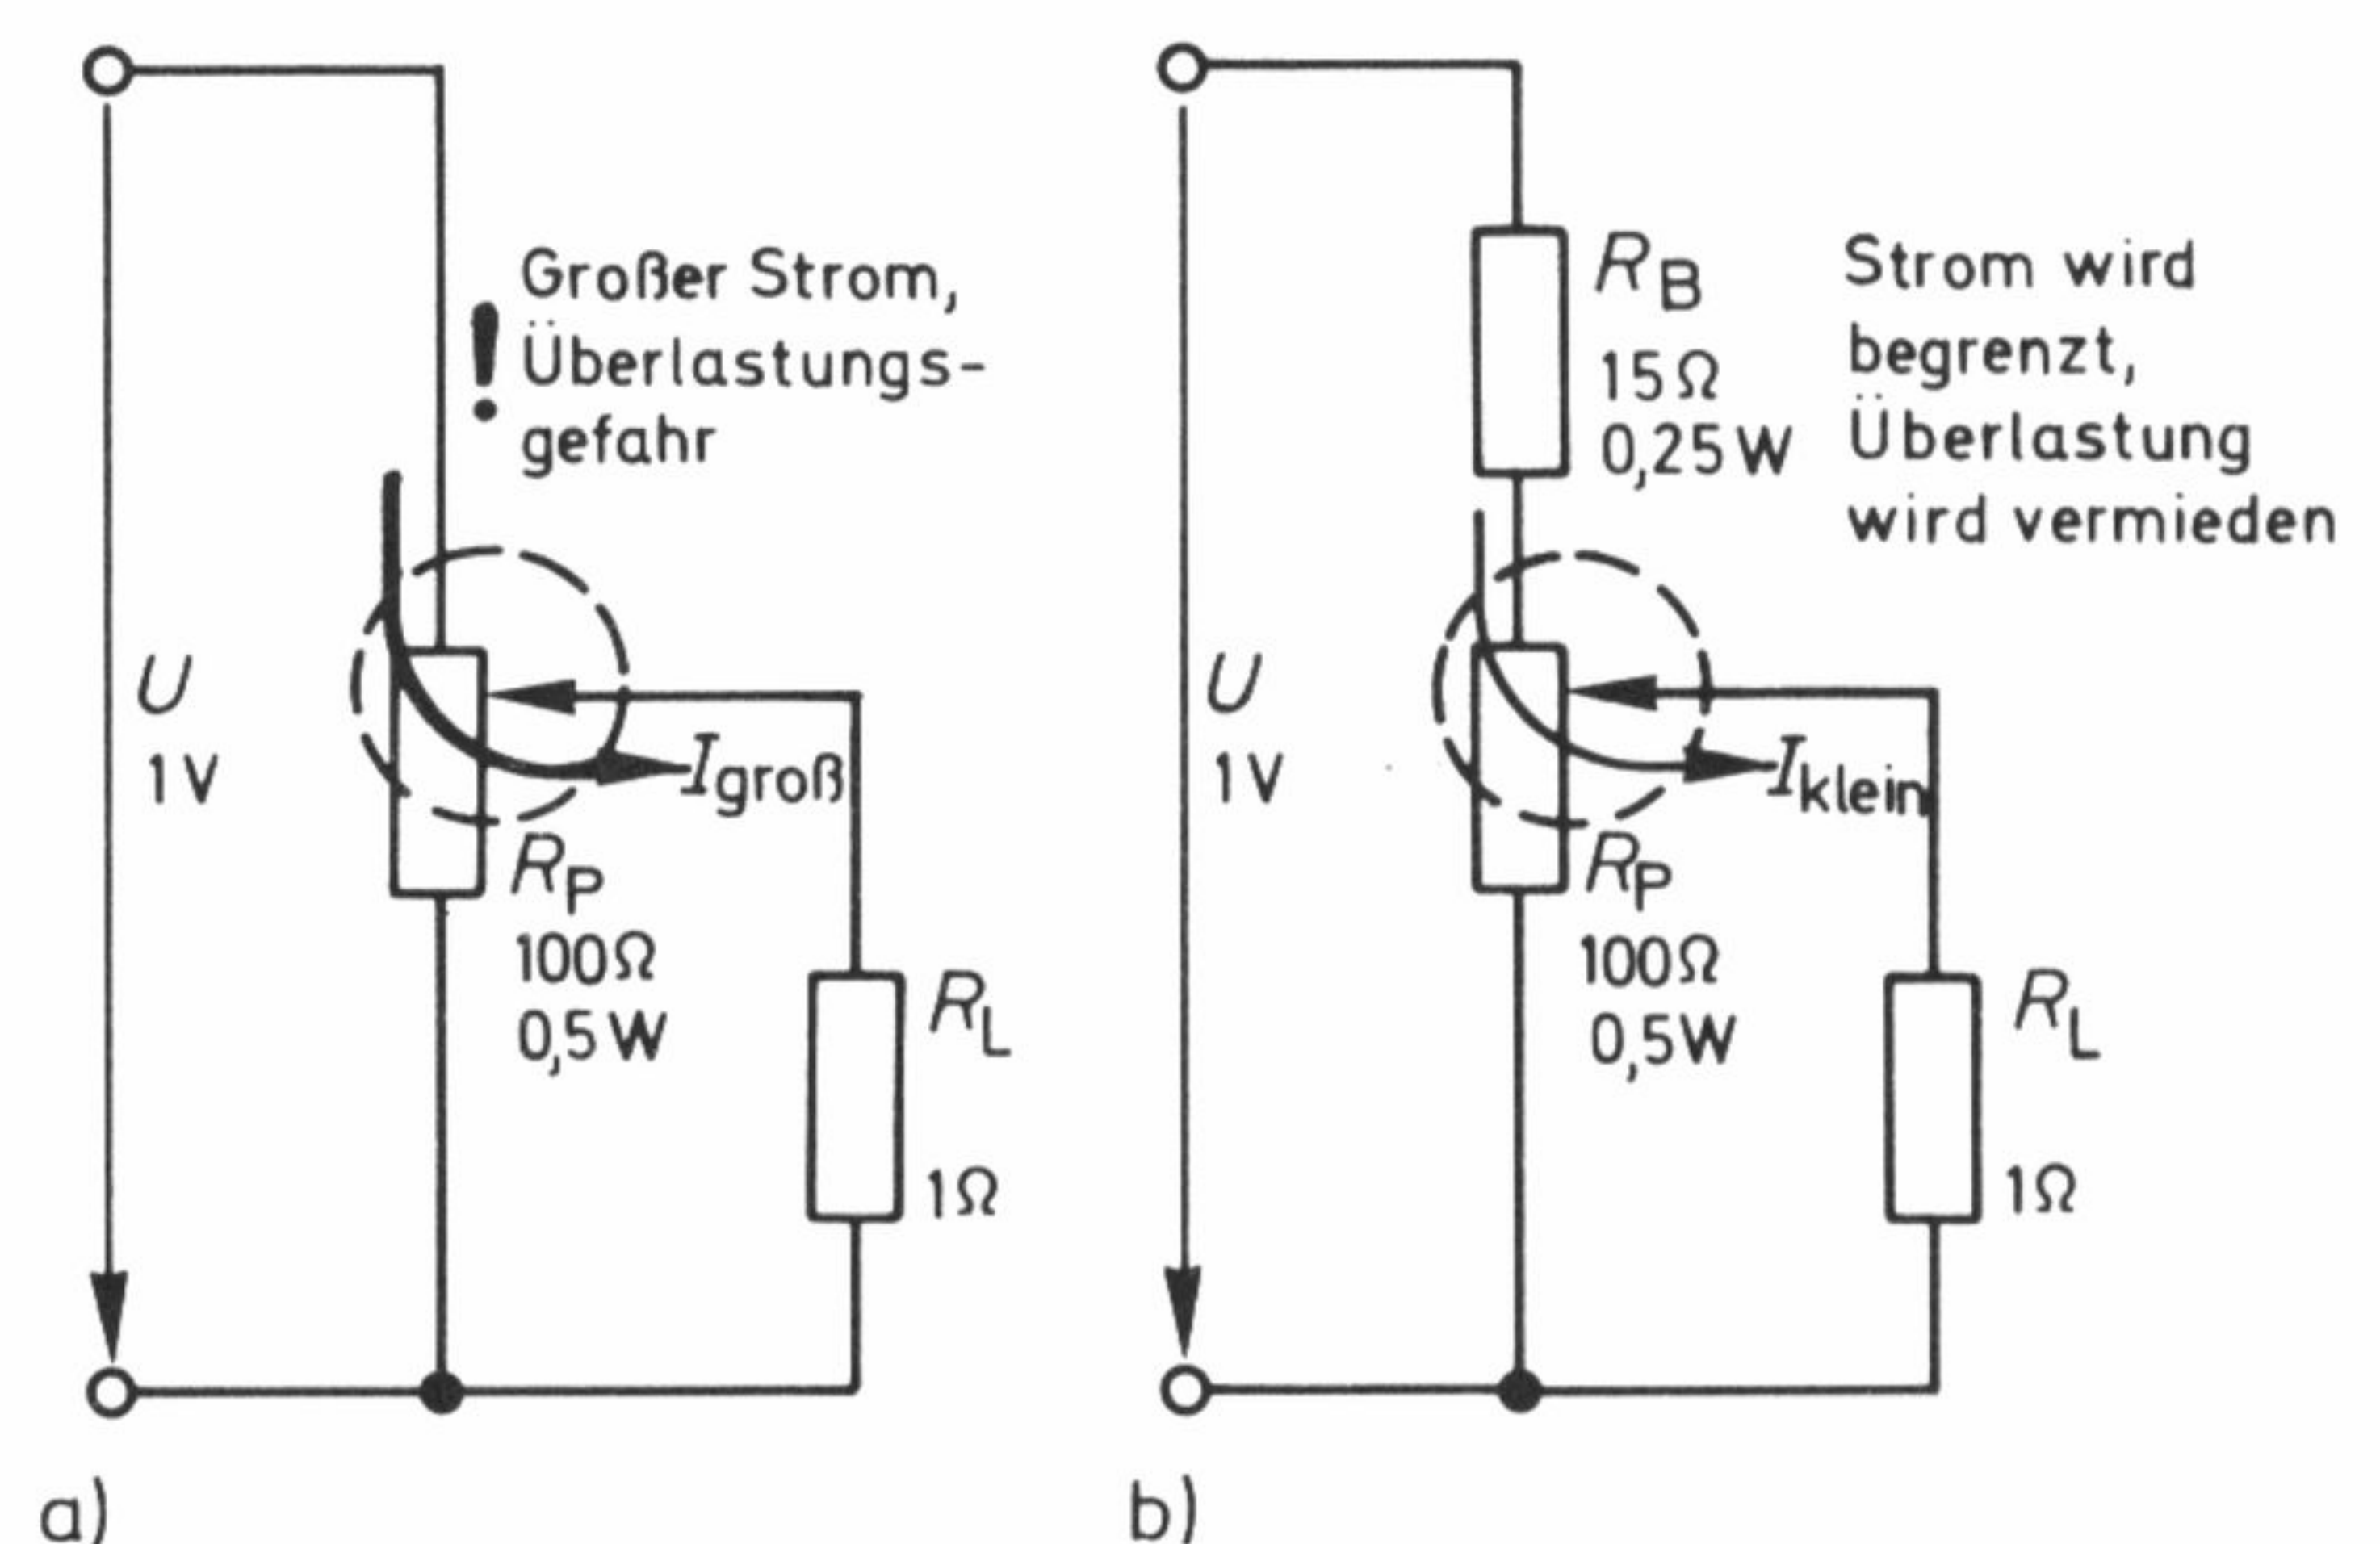 Großer Strom,
!
Überlastungs-
gefahr
U
1V
Igroß
RP
100Ω
0,5W
RL
1Ω
a)
RB
15Ω
0,25W
Strom wird
begrenzt,
Überlastung
wird vermieden
U
1V
Iklein
RP
100Ω
0,5W
RL
1Ω
b)